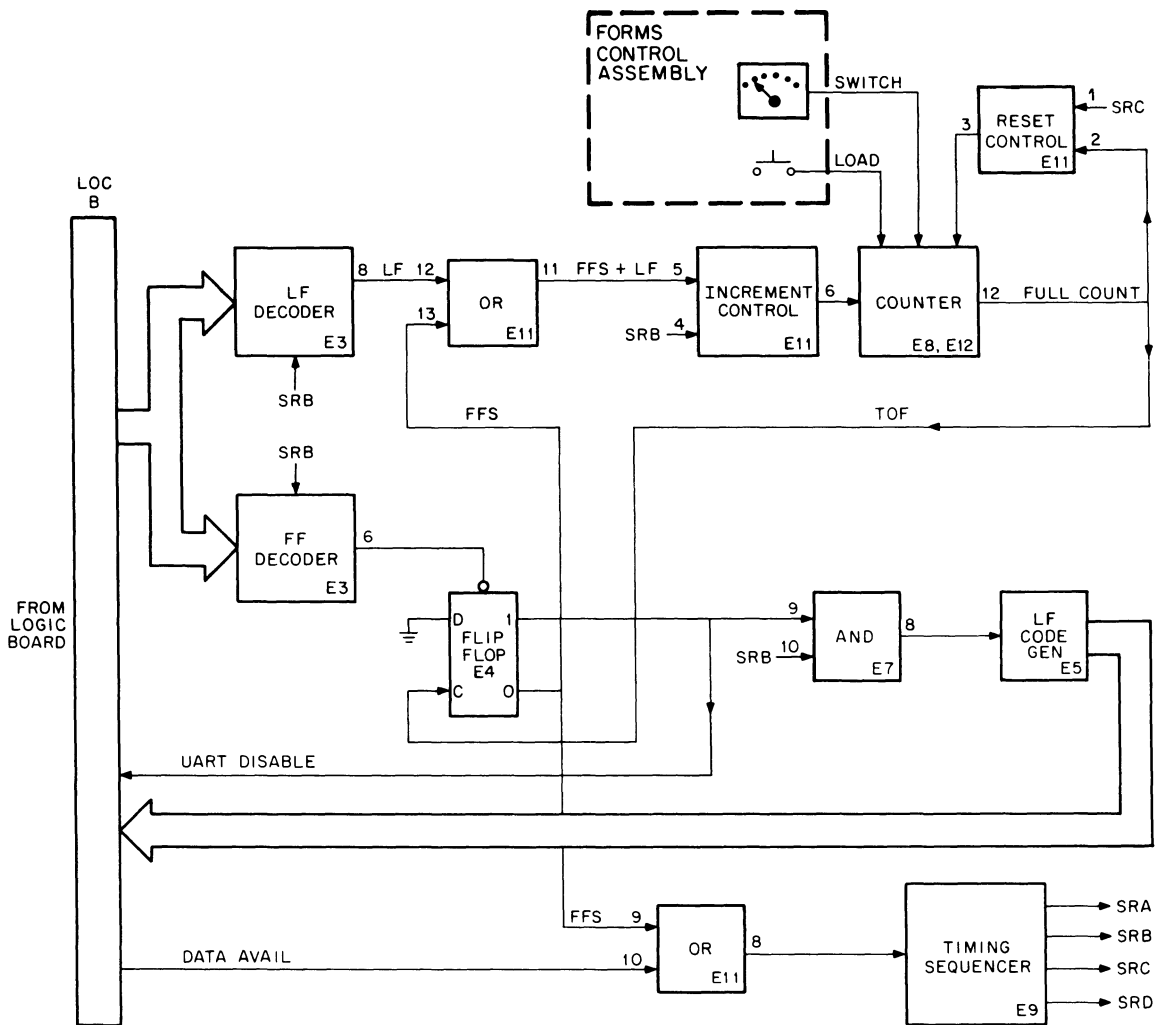 FORMS
CONTROL
ASSEMBLY
SWITCH
LOAD
1
SRC
3
RESET
CONTROL
2
E11
LOC
B
LF
DECODER
E3
8 LF 12
13
OR
E11
11 FFS + LF 5
SRB 4
INCREMENT
CONTROL
E11
6
COUNTER
E8, E12
12 FULL COUNT
SRB
FFS
TOF
SRB
FF
DECODER
E3
6
FROM
LOGIC
BOARD
D 1
FLIP
FLOP
E4
C 0
9
SRB 10
AND
E7
8
LF
CODE
GEN
E5
UART DISABLE
FFS 9
DATA AVAIL 10
OR
E11
8
TIMING
SEQUENCER
E9
SRA
SRB
SRC
SRD